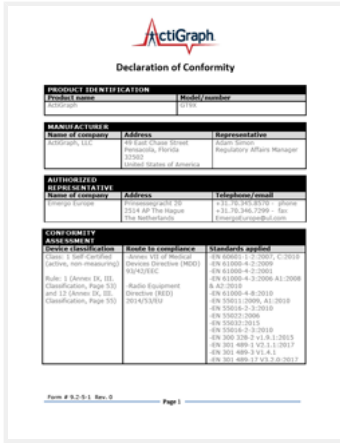 ActiGraph
Declaration of Conformity
PRODUCT IDENTIFICATION
Product name Model/number
ActiGraph GT9X
MANUFACTURER
Name of company Address Representative
ActiGraph, LLC 49 East Chase Street Adam Simon
Pensacola, Florida Regulatory Affairs Manager
32502
United States of America
AUTHORIZED
REPRESENTATIVE
Name of company Address Telephone/email
Emergo Europe Prinsessegracht 20 +31.70.345.8570 - phone
2514 AP The Hague +31.70.346.7299 - fax
The Netherlands EmergoEurope@ul.com
CONFORMITY
ASSESSMENT
Device classification Route to compliance Standards applied
Class: 1 Self-Certified -Annex VII of Medical -EN 60601-1-2:2007, C:2010
(active, non-measuring) Devices Directive (MDD) -EN 61000-4-2:2009
93/42/EEC -EN 61000-4-2:2001
Rule: 1 (Annex IX, III. -EN 61000-4-3:2006 A1:2008
Classification, Page 53) -Radio Equipment & A2:2010
and 12 (Annex IX, III. Directive (RED) -EN 61000-4-8:2010
Classification, Page 55) 2014/53/EU -EN 55011:2009, A1:2010
-EN 55016-2-3:2010
-EN 55022:2006
-EN 55032:2015
-EN 55016-2-3:2010
-EN 300 328-2 v1.9.1:2015
-EN 301 489-1 V2.1.1:2017
-EN 301 489-3 V1.4.1
-EN 301 489-17 V3.2.0:2017
Form # 9.2-5-1 Rev. 0
Page 1